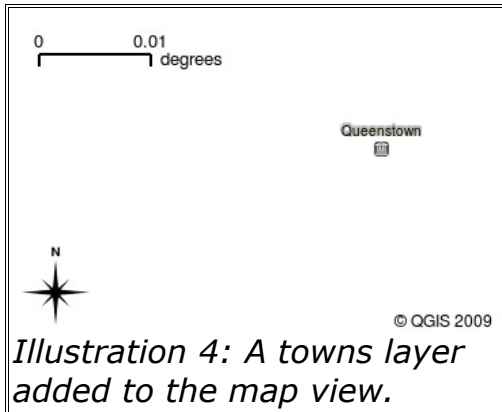 0 0.01
degrees
Queenstown
N
© QGIS 2009
Illustration 4: A towns layer
added to the map view.